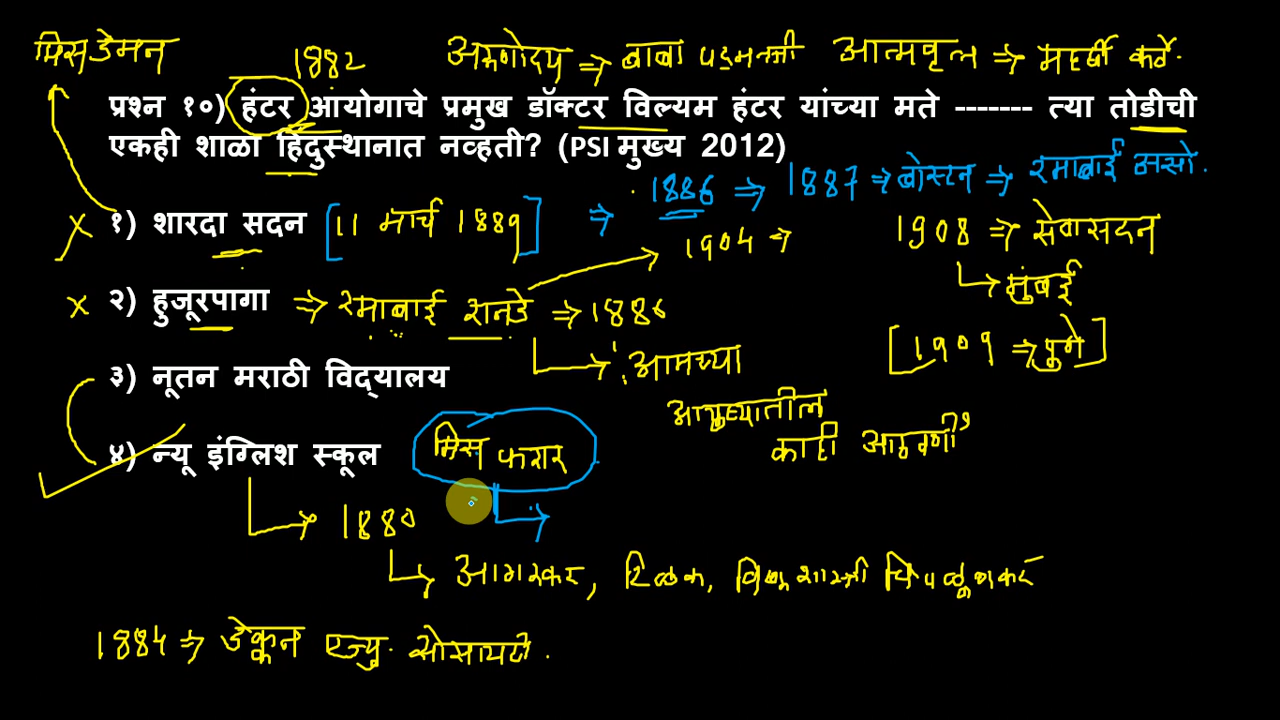 मिस डेमन
1882
अरुणोदय ⇒ बाबा पद्मनजी
आत्मवृत्त ⇒ महर्षी कर्वे.
प्रश्न १०) हंटर आयोगाचे प्रमुख डॉक्टर विल्यम हंटर यांच्या मते ------- त्या तोडीची
एकही शाळा हिंदुस्थानात नव्हती? (PSI मुख्य 2012)
⇒ 1886 ⇒ 1887 ⇒ बोस्टन ⇒ रमाबाई असो.
१) शारदा सदन [11 मार्च 1889]
1904 ⇒
1908 ⇒ सेवासदन
↳ मुंबई
२) हुजूरपागा ⇒ रमाबाई रानडे ⇒ 1886
[1909 ⇒ पुणे]
→ 'आमच्या
आयुष्यातील
काही आठवणी'
३) नूतन मराठी विद्यालय
४) न्यू इंग्लिश स्कूल
मिस फरार
→ 1880
→ आगरकर, टिळक, विष्णुशास्त्री चिपळूणकर
1884 ⇒ डेक्कन एज्यु. सोसायटी.